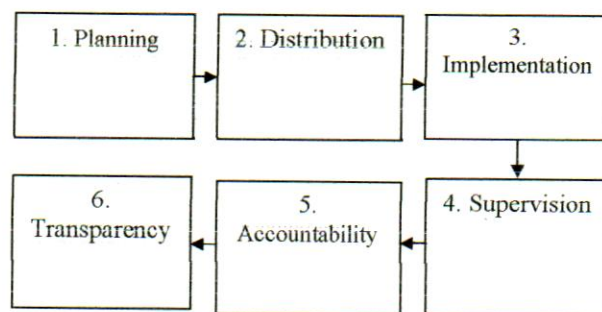 1. Planning
2. Distribution
3.
Implementation
4. Supervision
5.
Accountability
6.
Transparency